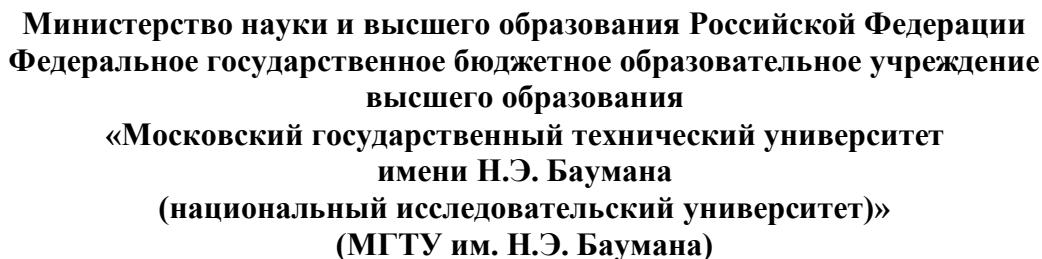 Министерство науки и высшего образования Российской Федерации
Федеральное государственное бюджетное образовательное учреждение
высшего образования
«Московский государственный технический университет
имени Н.Э. Баумана
(национальный исследовательский университет)»
(МГТУ им. Н.Э. Баумана)